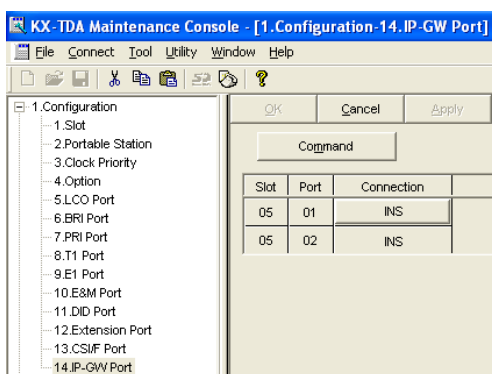 KX-TDA Maintenance Console - [1.Configuration-14.IP-GW Port]
File Connect Tool Utility Window Help
1.Configuration
1.Slot
2.Portable Station
3.Clock Priority
4.Option
5.LCO Port
6.BRI Port
7.PRI Port
8.T1 Port
9.E1 Port
10.E&M Port
11.DID Port
12.Extension Port
13.CSI/F Port
14.IP-GW Port
OK Cancel Apply
Command
Slot Port Connection
05 01 INS
05 02 INS